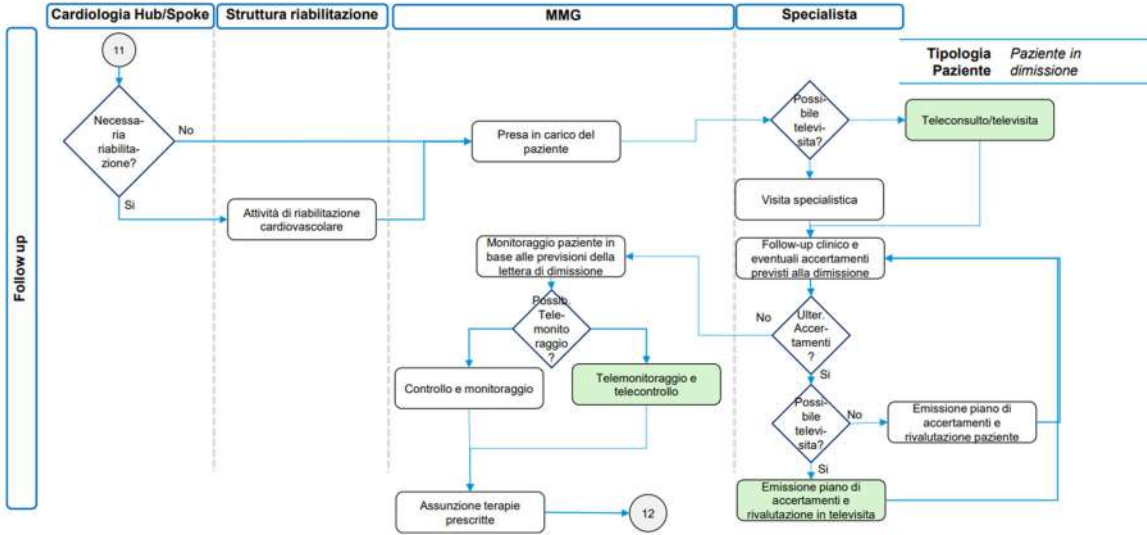 Cardiologia Hub/Spoke
Struttura riabilitazione
MMG
Specialista
Follow up
11
Tipologia
Paziente
Paziente in
dimissione
Necessa-
ria
riabilita-
zione?
No
Si
Attività di riabilitazione
cardiovascolare
Presa in carico del
paziente
Possi-
bile
televi-
sita?
Teleconsulto/televisita
Visita specialistica
Follow-up clinico e
eventuali accertamenti
previsti alla dimissione
Monitoraggio paziente in
base alle previsioni della
lettera di dimissione
Possib.
Tele-
monito
raggio
?
No
Ulter.
Accer-
tamenti
?
Si
Controllo e monitoraggio
Telemonitoraggio e
telecontrollo
Possi-
bile
televi-
sita?
No
Emissione piano di
accertamenti e
rivalutazione paziente
Si
Emissione piano di
accertamenti e
rivalutazione in televisita
Assunzione terapie
prescritte
12